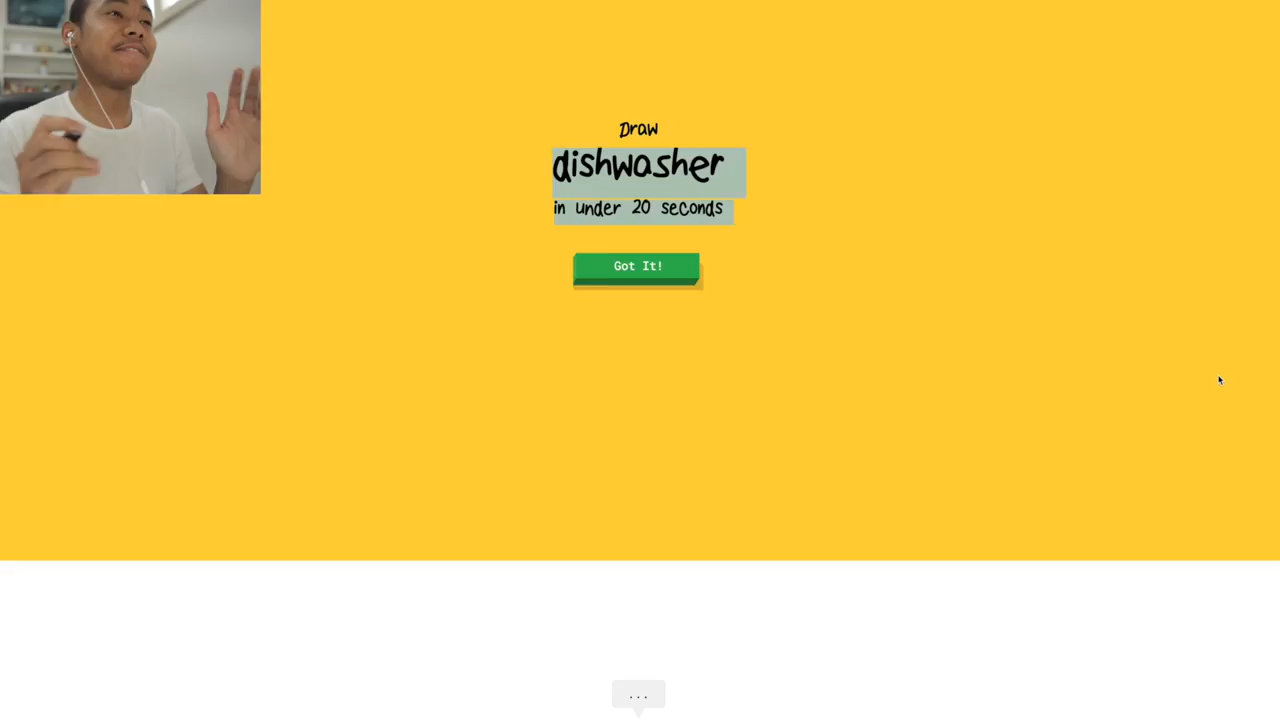 Draw
dishwasher
in under 20 seconds
Got It!
...